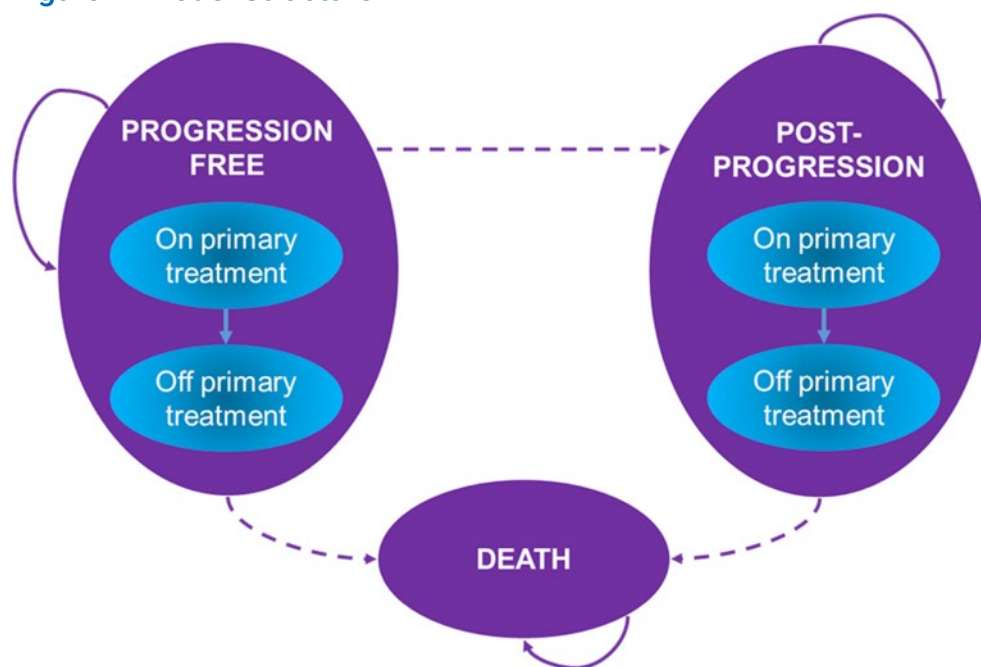 PROGRESSION
FREE
On primary
treatment
Off primary
treatment
POST-
PROGRESSION
On primary
treatment
Off primary
treatment
DEATH